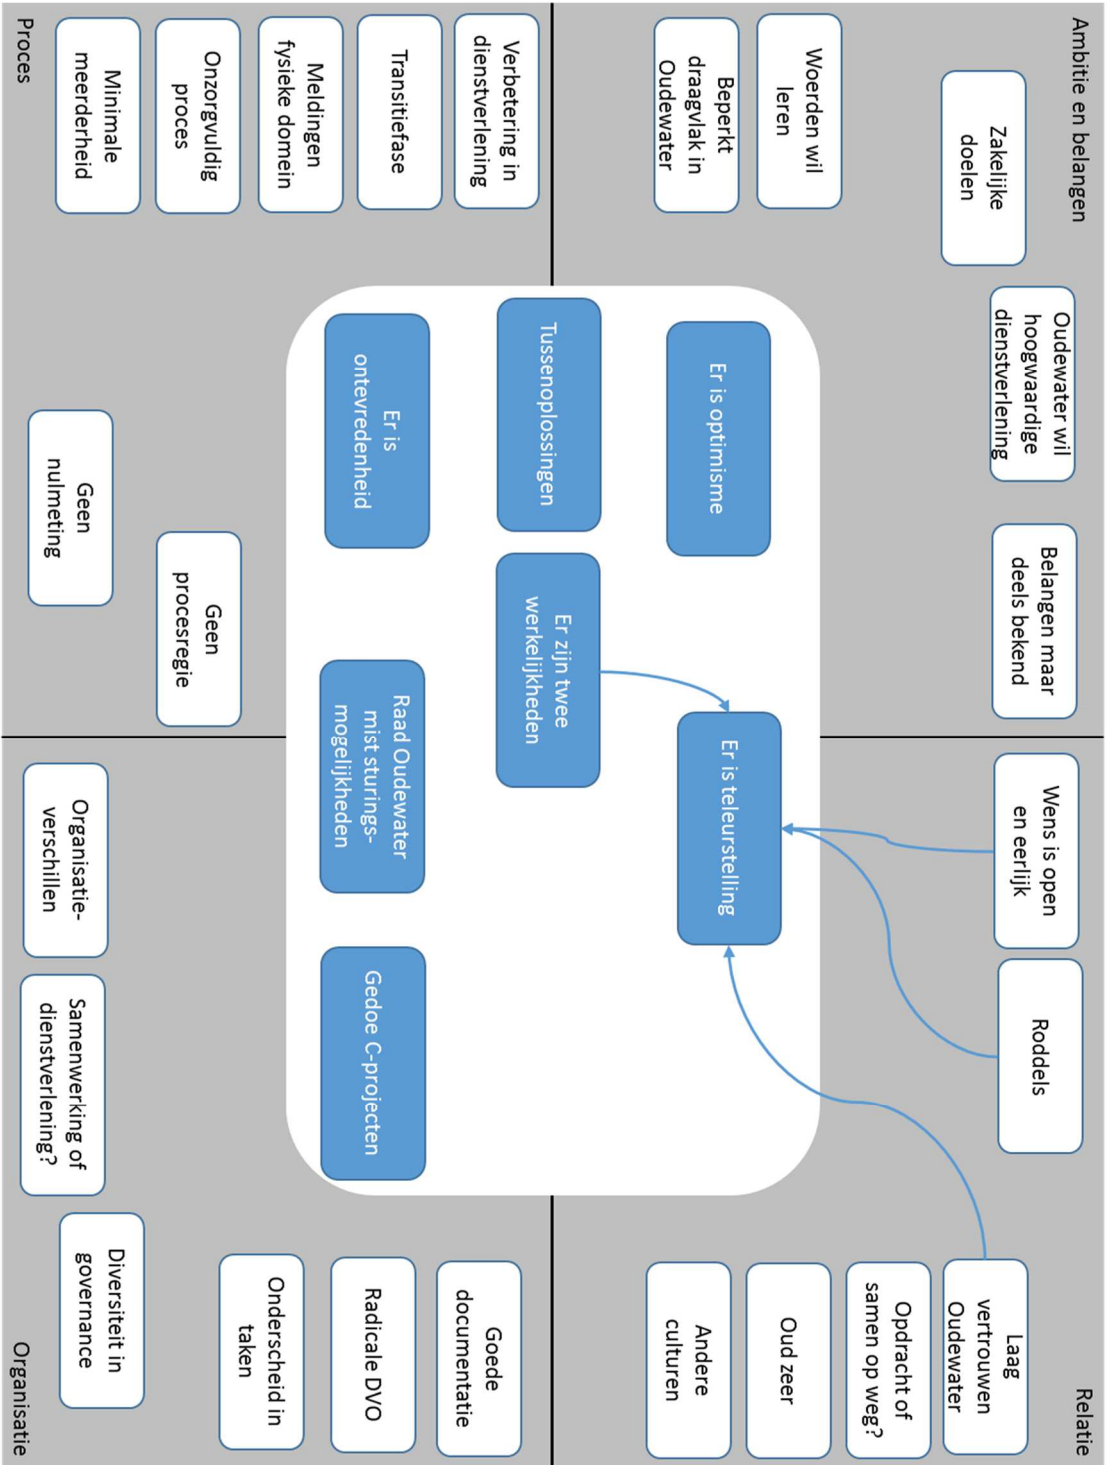 Ambitie en belangen
Zakelijke
doelen
Oudewater wil
hoogwaardige
dienstverlening
Belangen maar
deels bekend
Woerden wil
leren
Beperkt
draagvlak in
Oudewater
Relatie
Wens is open
en eerlijk
Roddels
Laag
vertrouwen
Oudewater
Opdracht of
samen op weg?
Oud zeer
Andere
culturen
Er is optimisme
Er is teleurstelling
Tussenoplossingen
Er zijn twee
werkelijkheden
Er is
ontevredenheid
Raad Oudewater
mist sturings-
mogelijkheden
Gedoe C-projecten
Verbetering in
dienstverlening
Transitiefase
Meldingen
fysieke domein
Onzorgvuldig
proces
Minimale
meerderheid
Geen
procesregie
Geen
nulmeting
Proces
Goede
documentatie
Radicale DVO
Onderscheid in
taken
Organisatie-
verschillen
Samenwerking of
dienstverlening?
Diversiteit in
governance
Organisatie